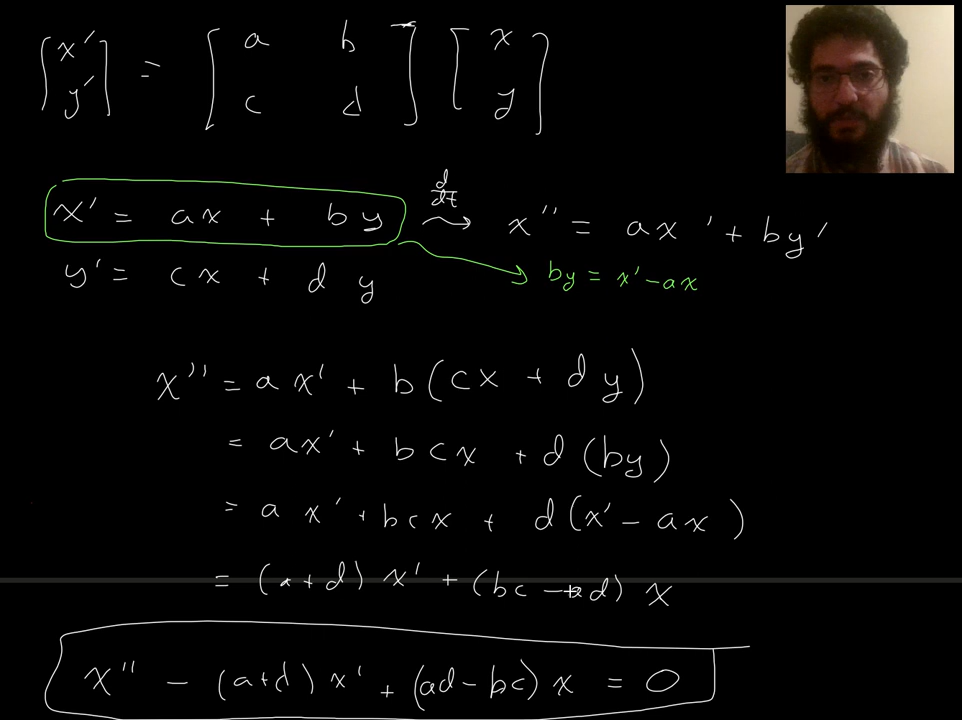 [x' y'] = [a b c d] [x y]
x' = ax + by d/dt → x'' = ax' + by'
y' = cx + dy → by = x' - ax
x'' = ax' + b(cx + dy)
= ax' + bcx + d(by)
= ax' + bcx + d(x' - ax)
= (a+d)x' + (bc - ad)x
x'' - (a+d)x' + (ad - bc)x = 0